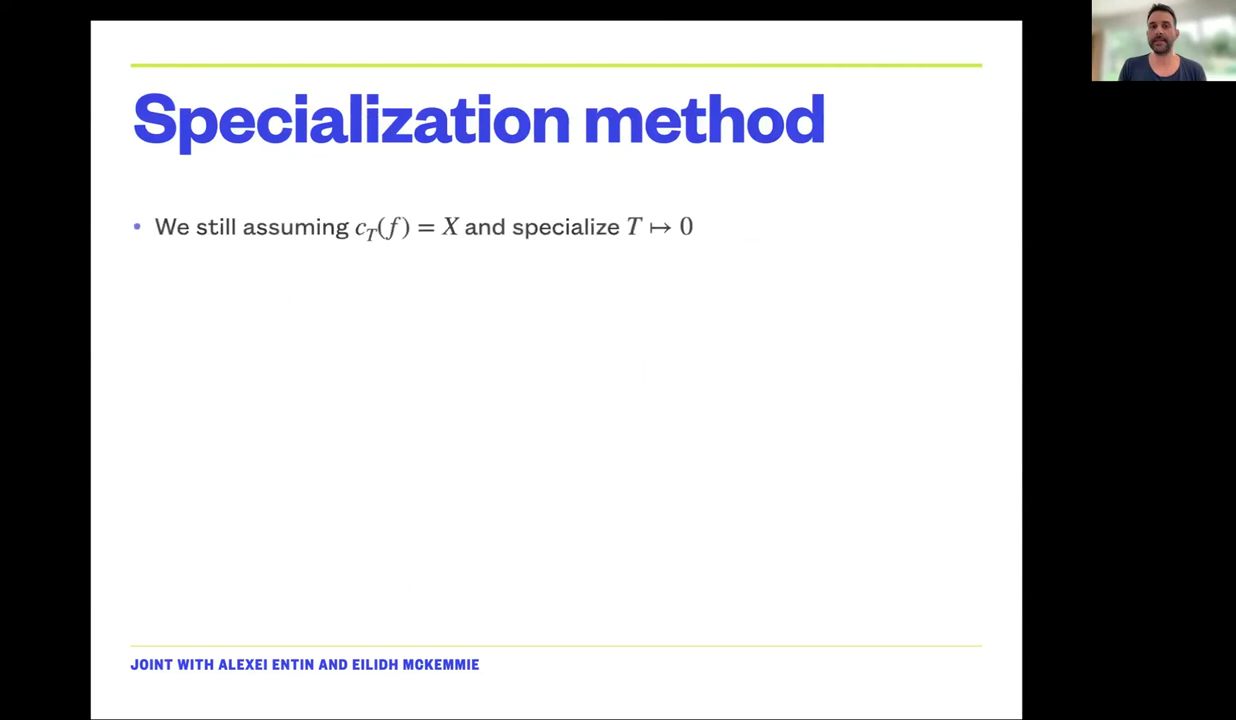 Specialization method
• We still assuming c_T(f) = X and specialize T ↦ 0
JOINT WITH ALEXEI ENTIN AND EILIDH MCKEMMIE